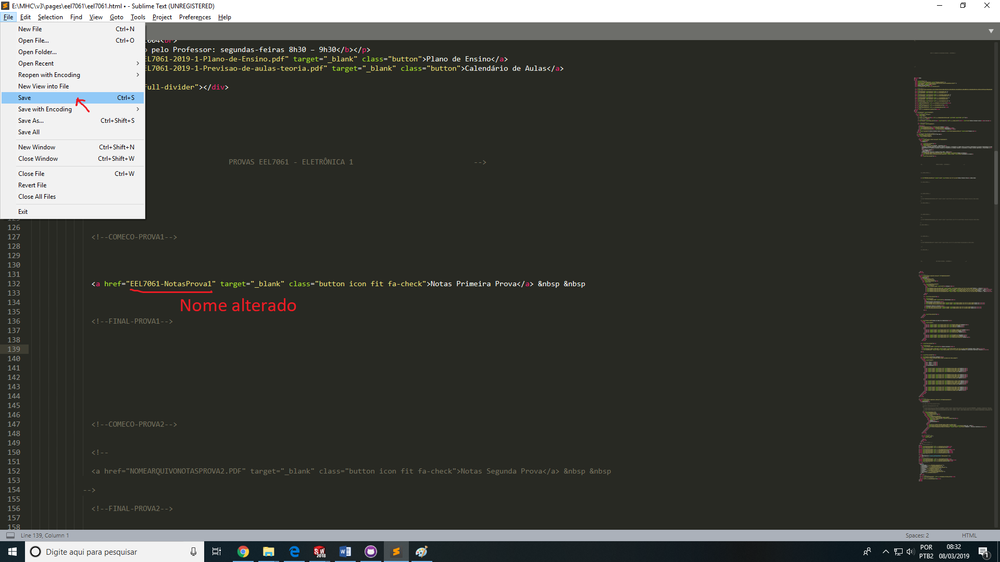 E:\MHC\v3\pages\eel7061\eel7061.html • - Sublime Text (UNREGISTERED)
File Edit Selection Find View Goto Tools Project Preferences Help
New File Ctrl+N
Open File... Ctrl+O
Open Folder...
Open Recent
Reopen with Encoding
New View into File
Save Ctrl+S
Save with Encoding
Save As... Ctrl+Shift+S
Save All
New Window Ctrl+Shift+N
Close Window Ctrl+Shift+W
Close File Ctrl+W
Revert File
Close All Files
Exit
004<br>
o pelo Professor: segundas-feiras 8h30 – 9h30</b></p>
EL7061-2019-1-Plano-de-Ensino.pdf" target="_blank" class="button">Plano de Ensino</a>
EL7061-2019-1-Previsao-de-aulas-teoria.pdf" target="_blank" class="button">Calendário de Aulas</a>
full-divider"></div>
PROVAS EEL7061 - ELETRÔNICA 1 -->
125
126
127 <!--COMECO-PROVA1-->
128
129
130
131
132 <a href="EEL7061-NotasProva1" target="_blank" class="button icon fit fa-check">Notas Primeira Prova</a> &nbsp &nbsp
133
Nome alterado
134
135
136 <!--FINAL-PROVA1-->
137
138
139
140
141
142
143
144
145
146
147 <!--COMECO-PROVA2-->
148
149
150 <!--
151
152 <a href="NOMEARQUIVONOTASPROVA2.PDF" target="_blank" class="button icon fit fa-check">Notas Segunda Prova</a> &nbsp &nbsp
153
154 -->
155
156 <!--FINAL-PROVA2-->
157
158
Line 139, Column 1 Spaces: 2 HTML
Digite aqui para pesquisar
SW 2018
POR 08:32
PTB2 08/03/2019
1